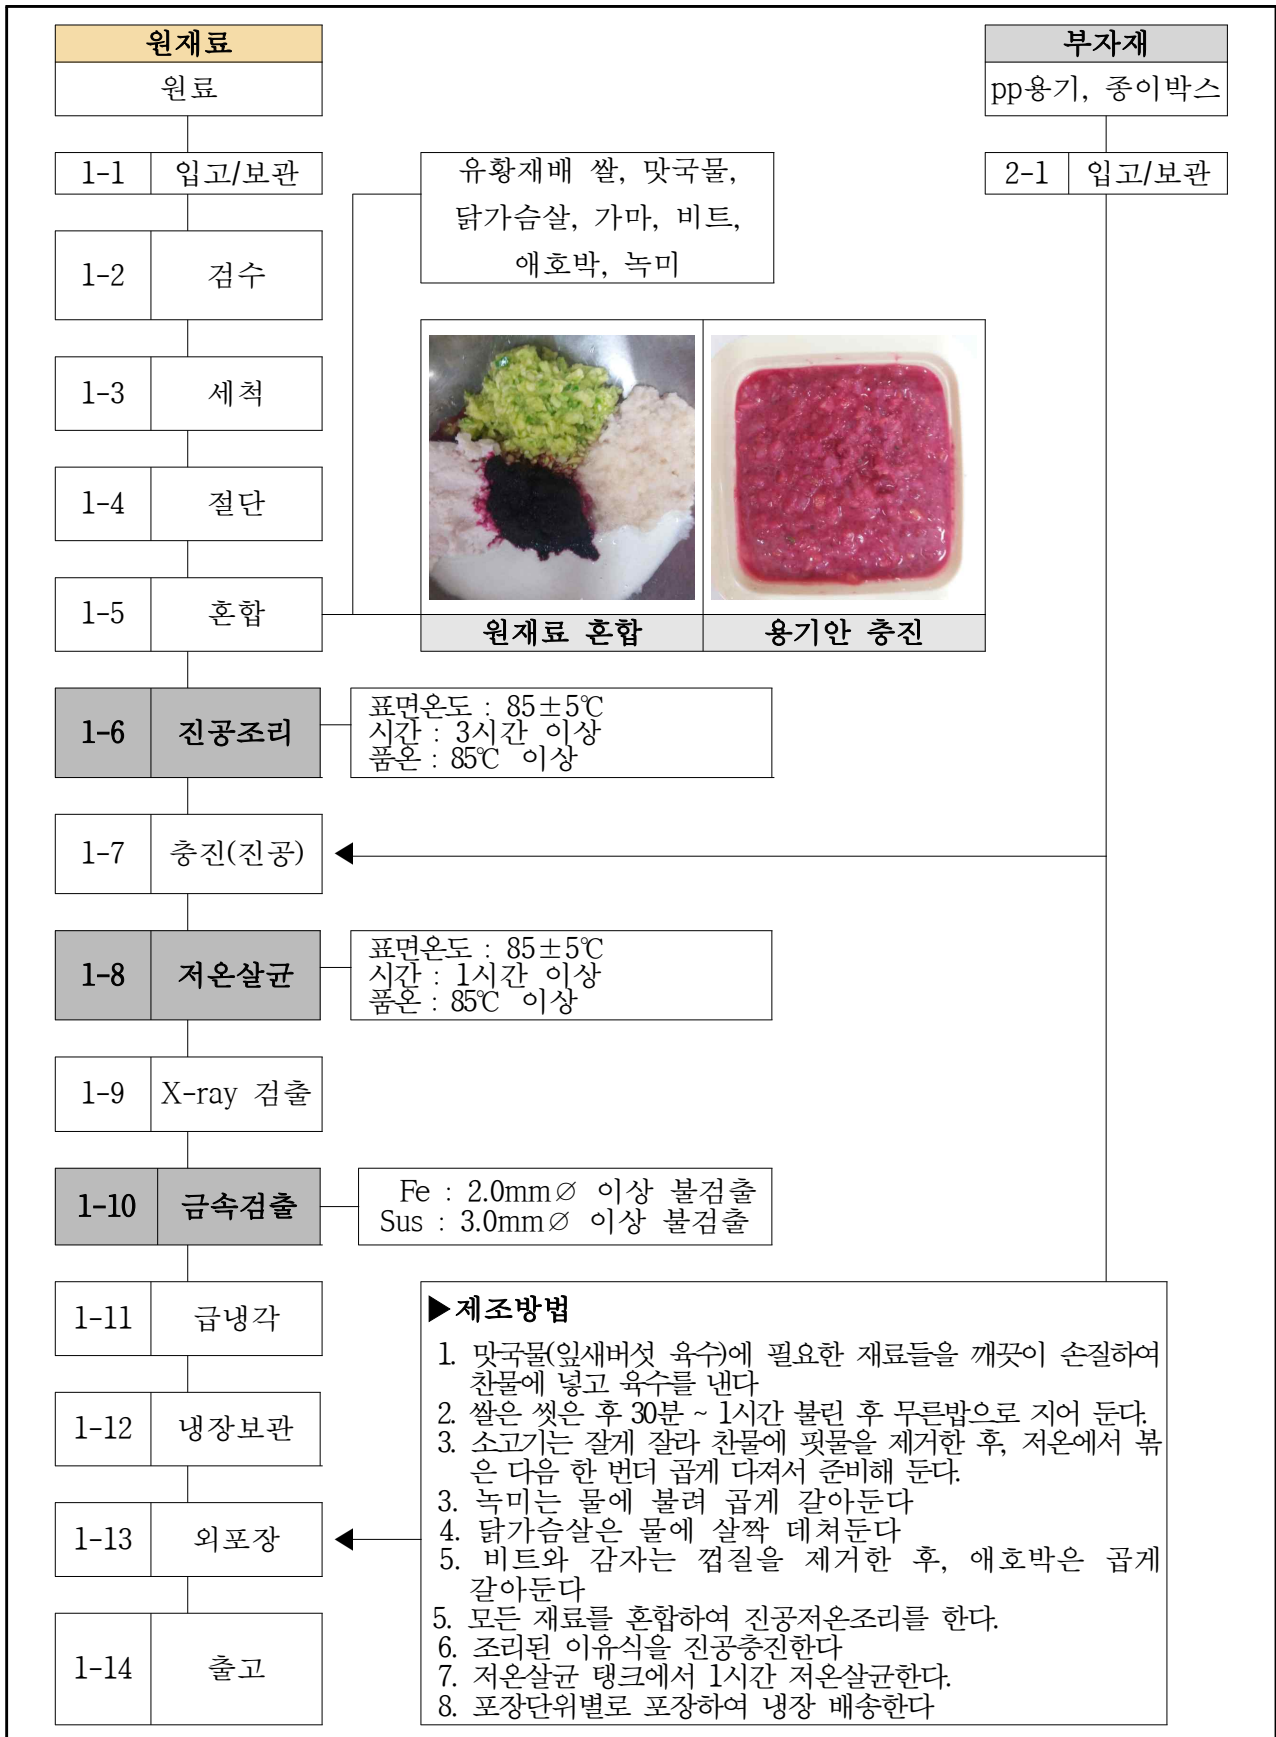 원재료
원료
부자재
pp용기, 종이박스
1-1 입고/보관
2-1 입고/보관
유황재배 쌀, 맛국물,
닭가슴살, 가마, 비트,
애호박, 녹미
1-2 검수
1-3 세척
1-4 절단
1-5 혼합
원재료 혼합
용기안 충진
1-6 진공조리
표면온도 : 85±5℃
시간 : 3시간 이상
품온 : 85℃ 이상
1-7 충진(진공)
1-8 저온살균
표면온도 : 85±5℃
시간 : 1시간 이상
품온 : 85℃ 이상
1-9 X-ray 검출
1-10 금속검출
Fe : 2.0mm∅ 이상 불검출
Sus : 3.0mm∅ 이상 불검출
1-11 급냉각
1-12 냉장보관
1-13 외포장
1-14 출고
▶제조방법
1. 맛국물(잎새버섯 육수)에 필요한 재료들을 깨끗이 손질하여
찬물에 넣고 육수를 낸다
2. 쌀은 씻은 후 30분 ~ 1시간 불린 후 무른밥으로 지어 둔다.
3. 소고기는 잘게 잘라 찬물에 핏물을 제거한 후, 저온에서 볶
은 다음 한 번더 곱게 다져서 준비해 둔다.
3. 녹미는 물에 불려 곱게 갈아둔다
4. 닭가슴살은 물에 살짝 데쳐둔다
5. 비트와 감자는 껍질을 제거한 후, 애호박은 곱게
갈아둔다
5. 모든 재료를 혼합하여 진공저온조리를 한다.
6. 조리된 이유식을 진공충진한다
7. 저온살균 탱크에서 1시간 저온살균한다.
8. 포장단위별로 포장하여 냉장 배송한다